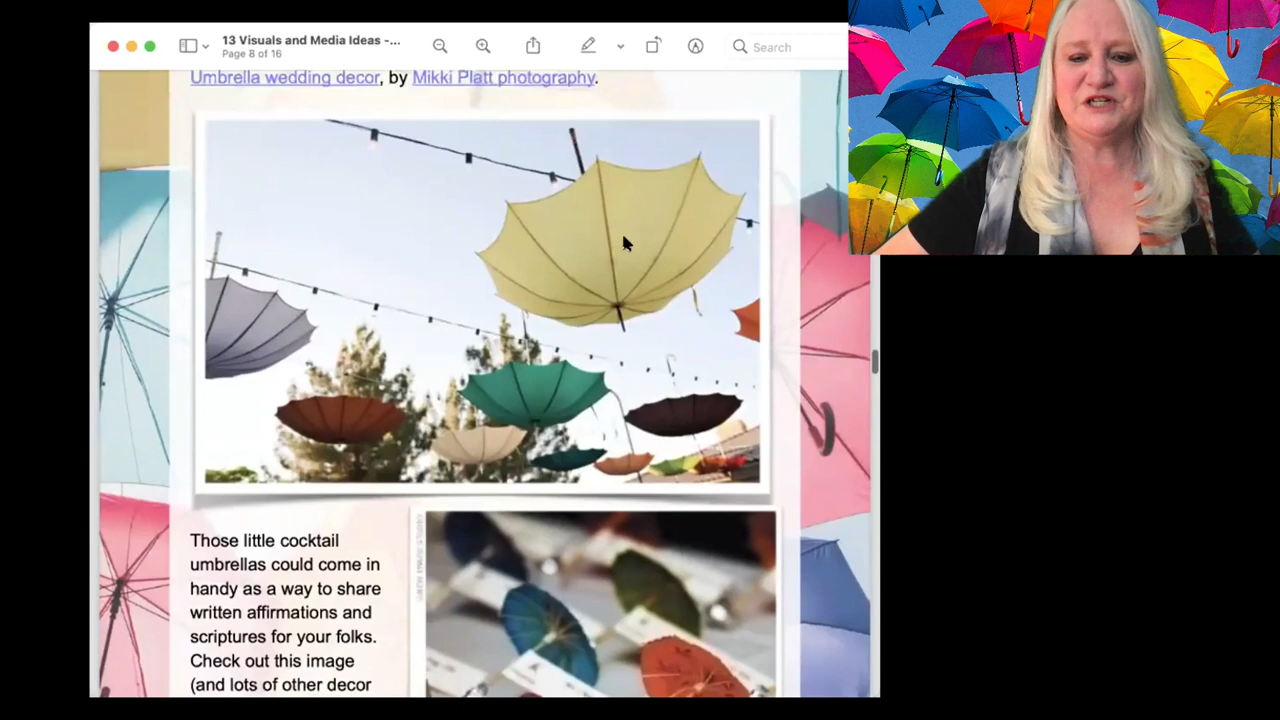 13 Visuals and Media Ideas -...
Page 8 of 16
Search
Umbrella wedding decor, by Mikki Platt photography.
Those little cocktail
umbrellas could come in
handy as a way to share
written affirmations and
scriptures for your folks.
Check out this image
(and lots of other decor